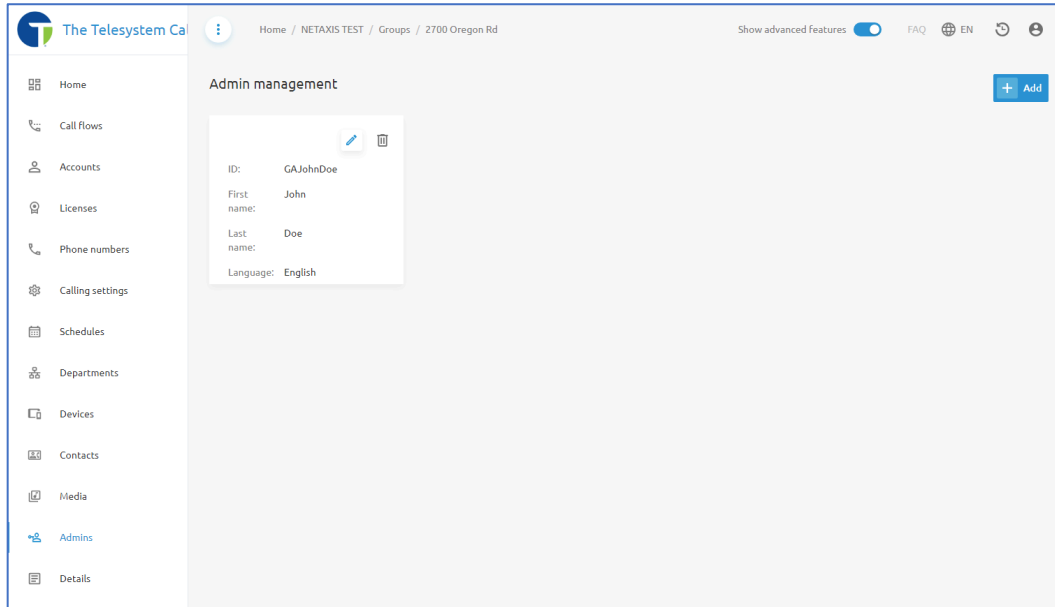 The Telesystem Cal
Home / NETAXIS TEST / Groups / 2700 Oregon Rd
Show advanced features
FAQ
EN
Home
Call flows
Accounts
Licenses
Phone numbers
Calling settings
Schedules
Departments
Devices
Contacts
Media
Admins
Details
Admin management
+ Add
ID: GAJohnDoe
First name: John
Last name: Doe
Language: English